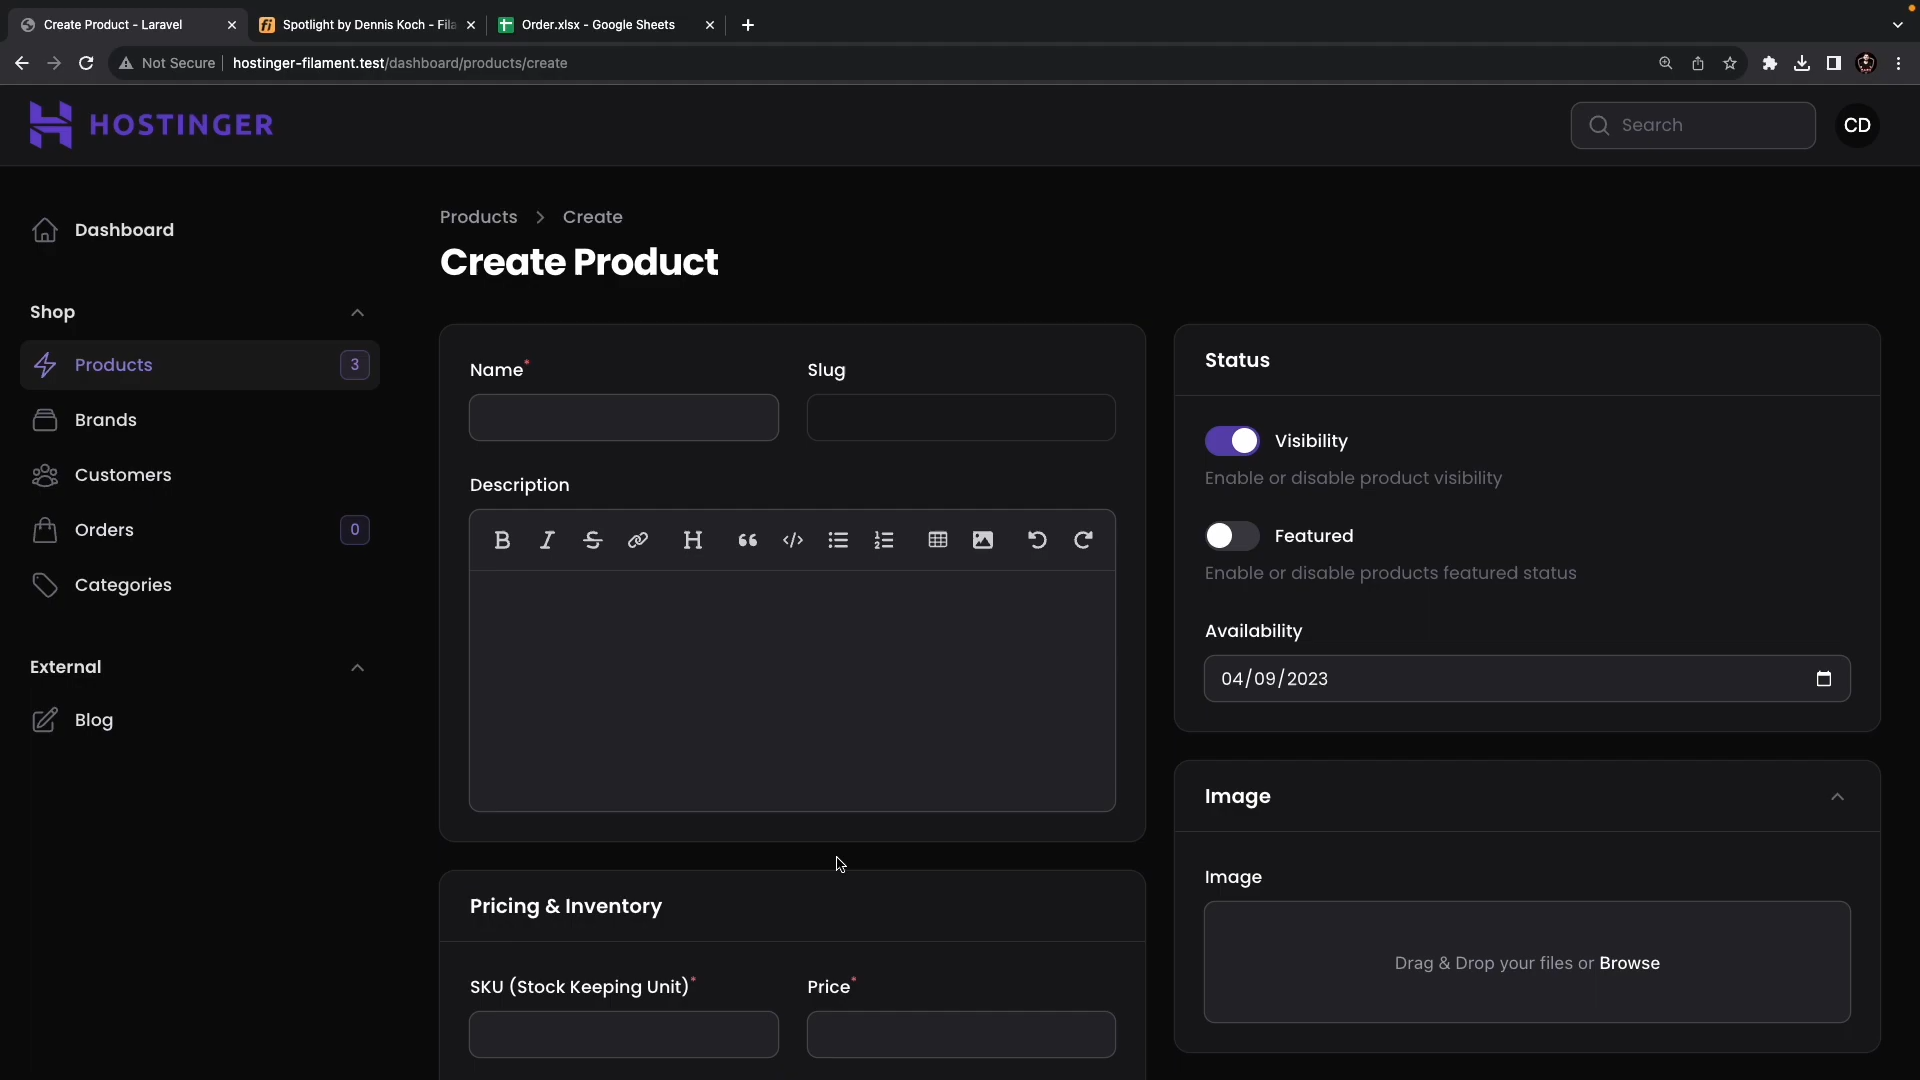 Create Product - Laravel
Spotlight by Dennis Koch - Fila
Order.xlsx - Google Sheets
Not Secure
hostinger-filament.test/dashboard/products/create
HOSTINGER
Search
CD
Dashboard
Shop
Products 3
Brands
Customers
Orders 0
Categories
External
Blog
Products > Create
Create Product
Name*
Slug
Description
Pricing & Inventory
SKU (Stock Keeping Unit)*
Price*
Status
Visibility
Enable or disable product visibility
Featured
Enable or disable products featured status
Availability
04/09/2023
Image
Image
Drag & Drop your files or Browse